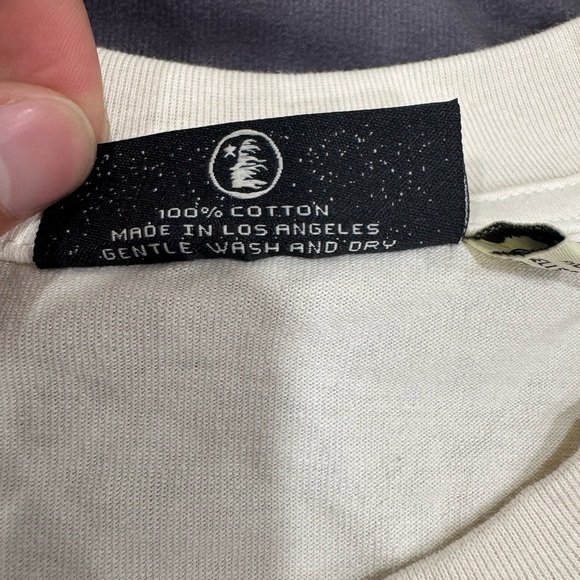 100% COTTON
MADE IN LOS ANGELES
GENTLE WASH AND DRY